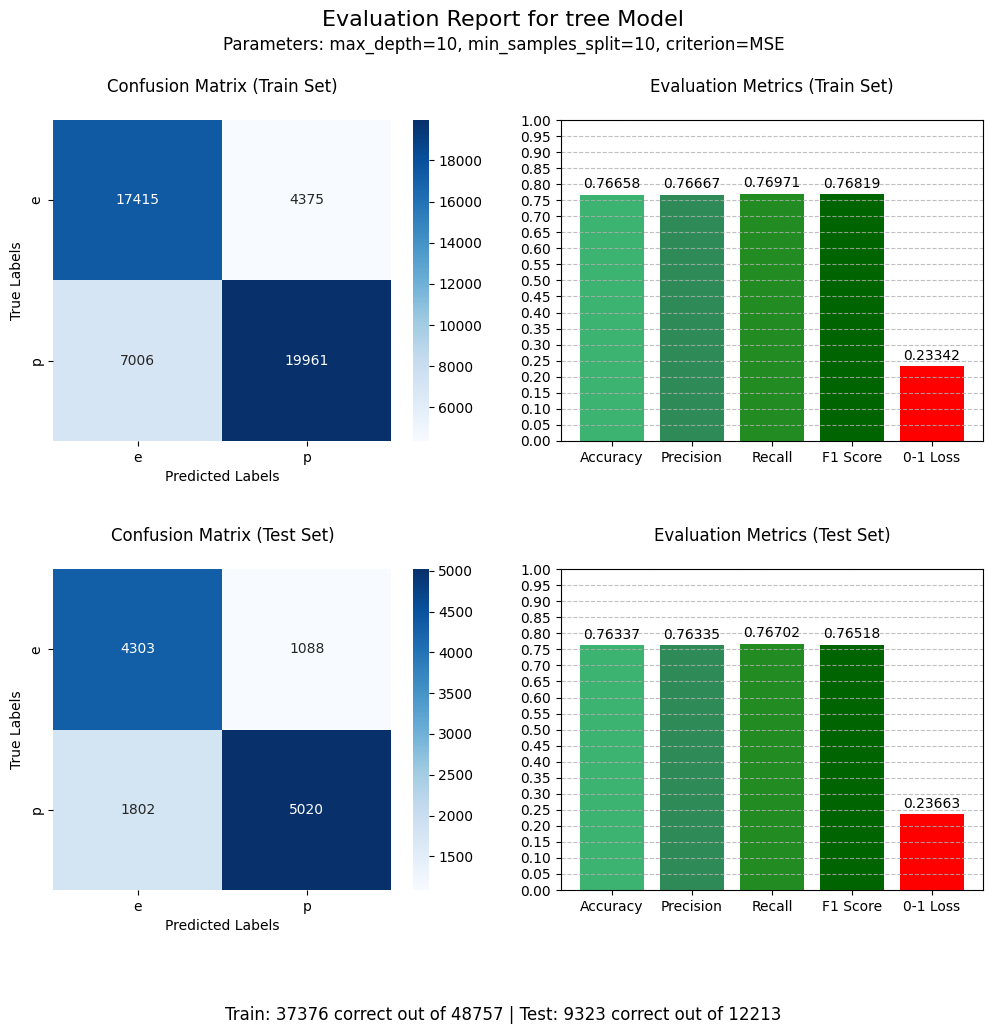 Evaluation Report for tree Model
Parameters: max_depth=10, min_samples_split=10, criterion=MSE
Confusion Matrix (Train Set)
True Labels
e
p
17415
4375
7006
19961
e
p
Predicted Labels
18000
16000
14000
12000
10000
8000
6000
Evaluation Metrics (Train Set)
1.00
0.95
0.90
0.85
0.80
0.75
0.70
0.65
0.60
0.55
0.50
0.45
0.40
0.35
0.30
0.25
0.20
0.15
0.10
0.05
0.00
0.76658
0.76667
0.76971
0.76819
0.23342
Accuracy
Precision
Recall
F1 Score
0-1 Loss
Confusion Matrix (Test Set)
True Labels
e
p
4303
1088
1802
5020
e
p
Predicted Labels
5000
4500
4000
3500
3000
2500
2000
1500
Evaluation Metrics (Test Set)
1.00
0.95
0.90
0.85
0.80
0.75
0.70
0.65
0.60
0.55
0.50
0.45
0.40
0.35
0.30
0.25
0.20
0.15
0.10
0.05
0.00
0.76337
0.76335
0.76702
0.76518
0.23663
Accuracy
Precision
Recall
F1 Score
0-1 Loss
Train: 37376 correct out of 48757 | Test: 9323 correct out of 12213